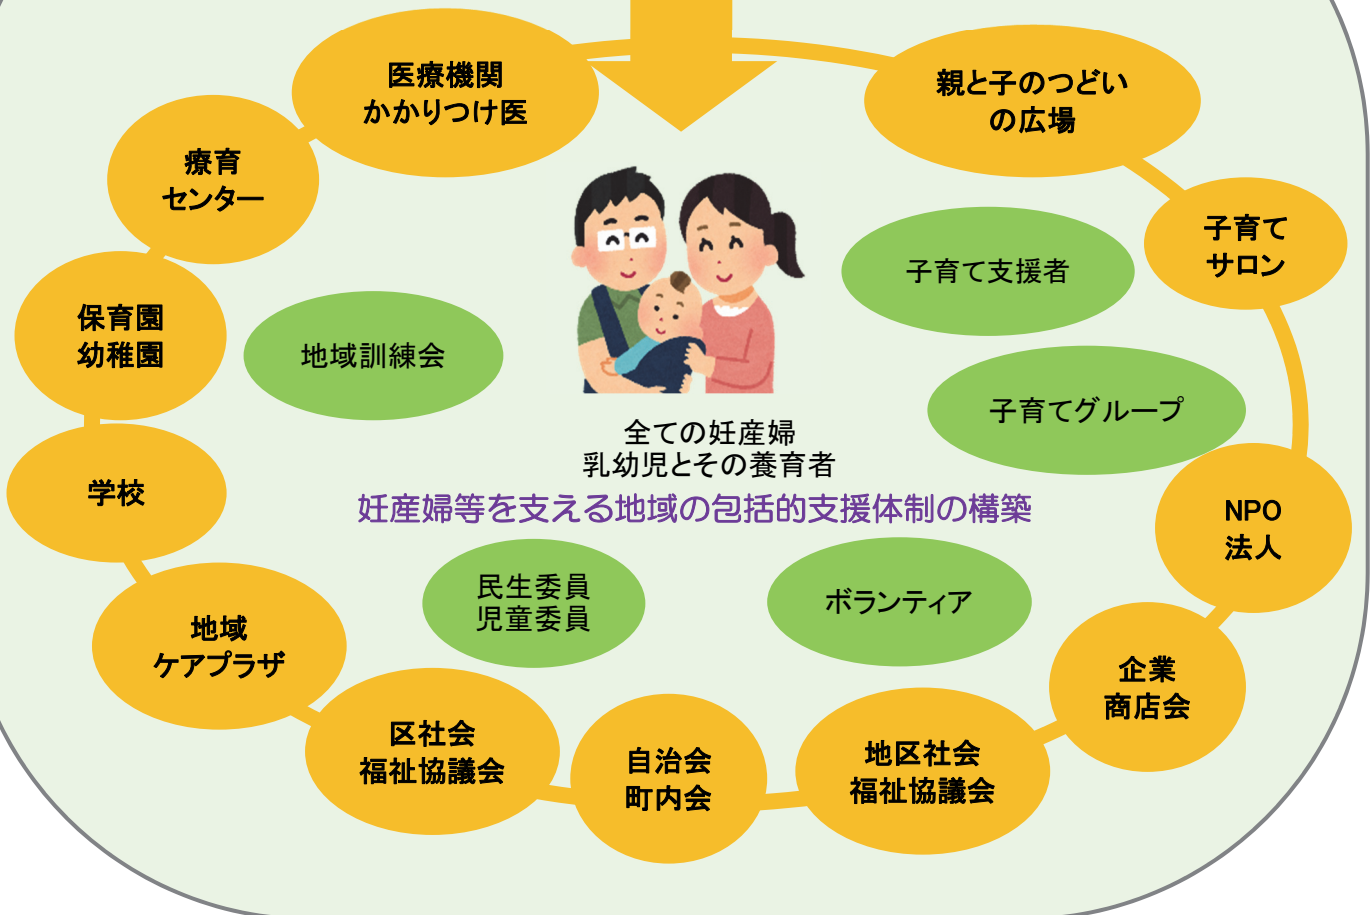 医療機関
かかりつけ医
親と子のつどい
の広場
療育
センター
子育て
サロン
子育て支援者
保育園
幼稚園
地域訓練会
子育てグループ
全ての妊産婦
乳幼児とその養育者
学校
妊産婦等を支える地域の包括的支援体制の構築
NPO
法人
民生委員
児童委員
ボランティア
地域
ケアプラザ
企業
商店会
区社会
福祉協議会
自治会
町内会
地区社会
福祉協議会